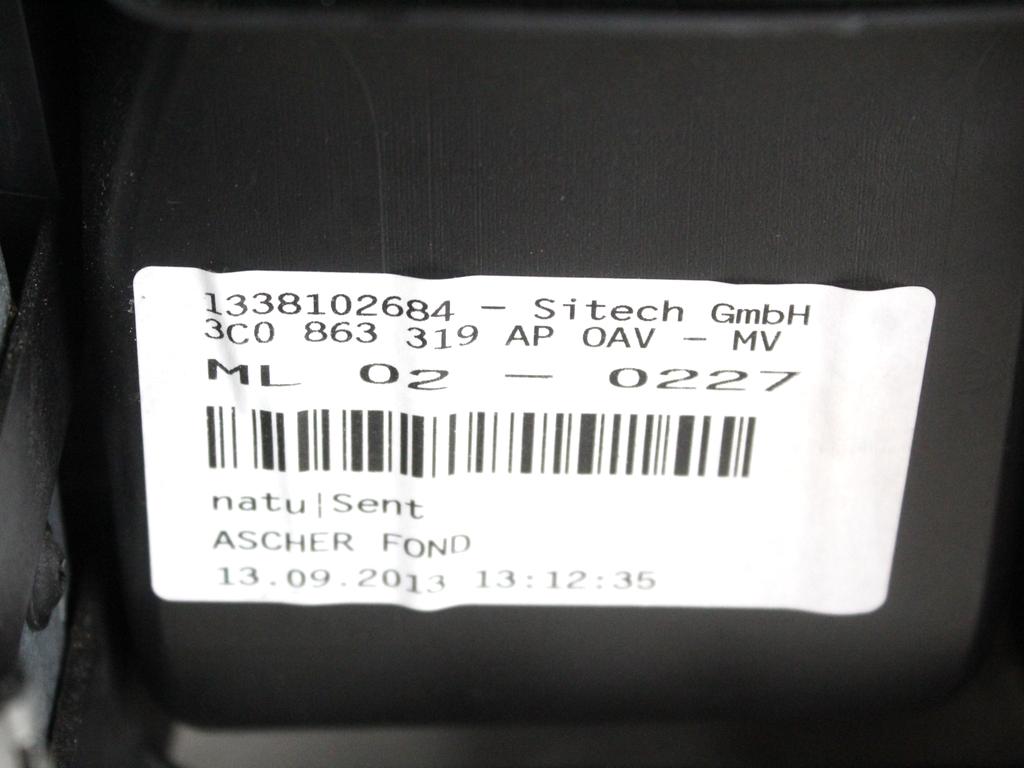 1338102684 - Sitech GmbH
3C0 863 319 AP OAV - MV
ML 02 - 0227
natu|Sent
ASCHER FOND
13.09.2013 13:12:35